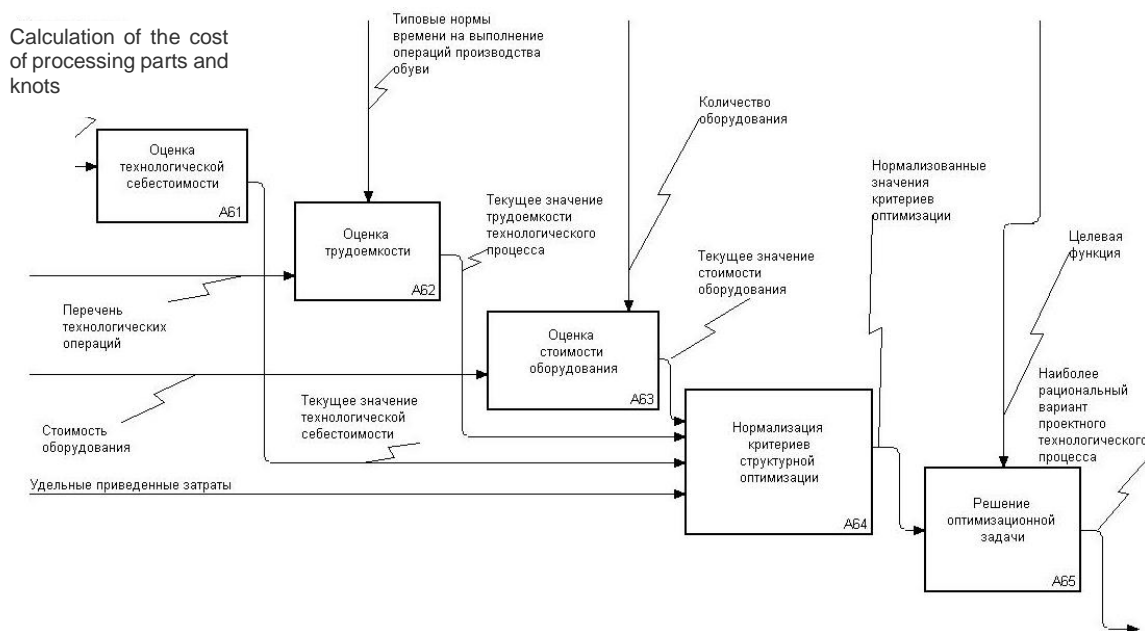 Calculation of the cost
of processing parts and
knots
Типовые нормы
времени на выполнение
операций производства
обуви
Количество
оборудования
Оценка
технологической
себестоимости
A61
Нормализованные
значения
критериев
оптимизации
Текущее значение
трудоемкости
технологического
процесса
Оценка
трудоемкости
A62
Целевая
функция
Текущее значение
стоимости
оборудования
Перечень
технологических
операций
Оценка
стоимости
оборудования
A63
Наиболее
рациональный
вариант
проектного
технологического
процесса
Текущее значение
технологической
себестоимости
Стоимость
оборудования
Нормализация
критериев
структурной
оптимизации
A64
Удельные приведенные затраты
Решение
оптимизационной
задачи
A65